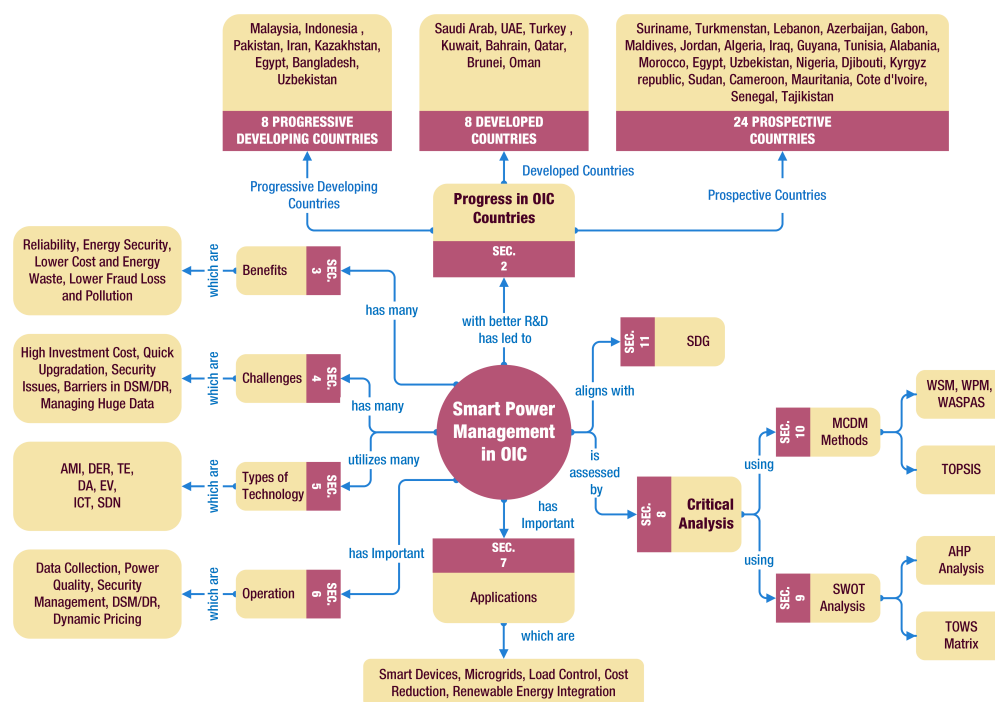 Malaysia, Indonesia ,
Pakistan, Iran, Kazakhstan,
Egypt, Bangladesh,
Uzbekistan
8 PROGRESSIVE
DEVELOPING COUNTRIES
Saudi Arab, UAE, Turkey ,
Kuwait, Bahrain, Qatar,
Brunei, Oman
8 DEVELOPED
COUNTRIES
Suriname, Turkmenstan, Lebanon, Azerbaijan, Gabon,
Maldives, Jordan, Algeria, Iraq, Guyana, Tunisia, Alabania,
Morocco, Egypt, Uzbekistan, Nigeria, Djibouti, Kyrgyz
republic, Sudan, Cameroon, Mauritania, Cote d'Ivoire,
Senegal, Tajikistan
24 PROSPECTIVE
COUNTRIES
Progressive Developing
Countries
Developed Countries
Prospective Countries
Progress in OIC
Countries
SEC.
2
with better R&D
has led to
Reliability, Energy Security,
Lower Cost and Energy
Waste, Lower Fraud Loss
and Pollution
which are
Benefits
SEC.
3
has many
High Investment Cost, Quick
Upgradation, Security
Issues, Barriers in DSM/DR,
Managing Huge Data
which are
Challenges
SEC.
4
has many
AMI, DER, TE,
DA, EV,
ICT, SDN
which are
Types of
Technology
SEC.
5
utilizes many
Data Collection, Power
Quality, Security
Management, DSM/DR,
Dynamic Pricing
which are
Operation
SEC.
6
has Important
Smart Power
Management
in OIC
has
Important
SEC.
7
Applications
which are
Smart Devices, Microgrids, Load Control, Cost
Reduction, Renewable Energy Integration
aligns with
SEC.
11
SDG
is
assessed
by
SEC.
8
Critical
Analysis
using
SEC.
10
MCDM
Methods
WSM, WPM,
WASPAS
TOPSIS
using
SEC.
9
SWOT
Analysis
AHP
Analysis
TOWS
Matrix